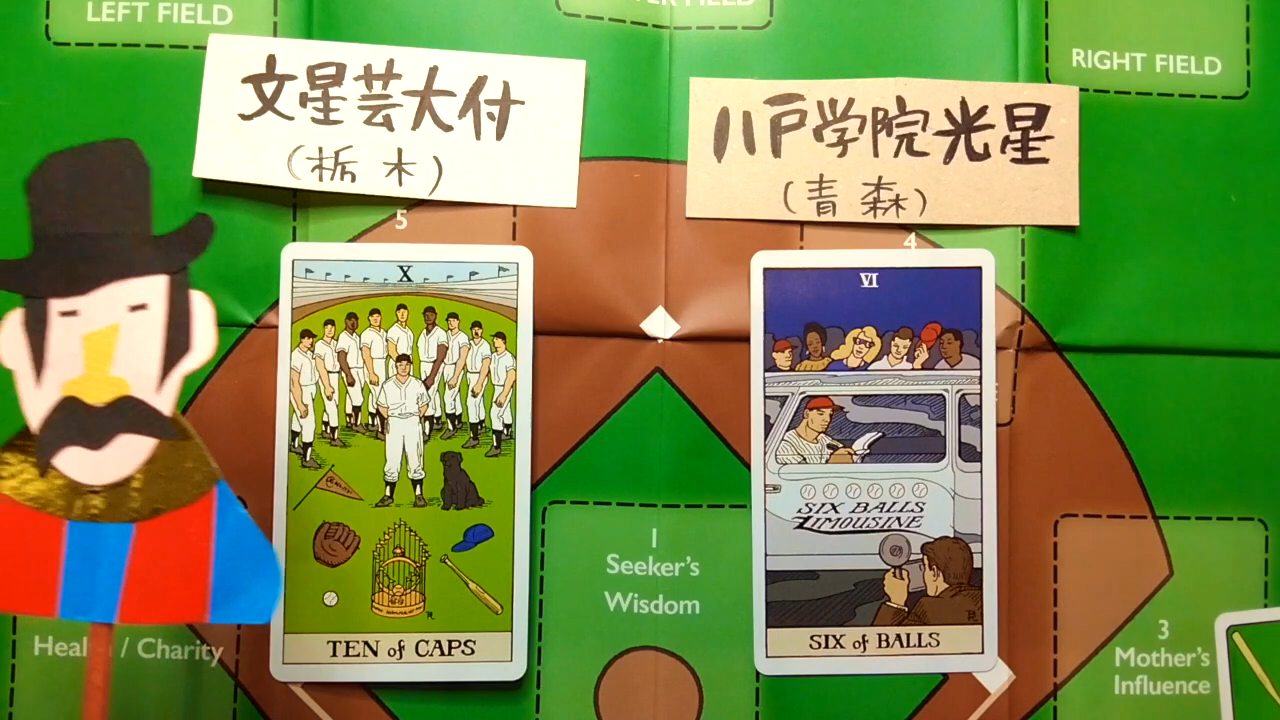 LEFT FIELD
RIGHT FIELD
文星芸大付
(栃木)
八戸学院光星
(青森)
5
4
X
TEN of CAPS
VI
SIX BALLS
LIMOUSINE
SIX of BALLS
1
Seeker's
Wisdom
/ Charity
3
Mother's
Influence